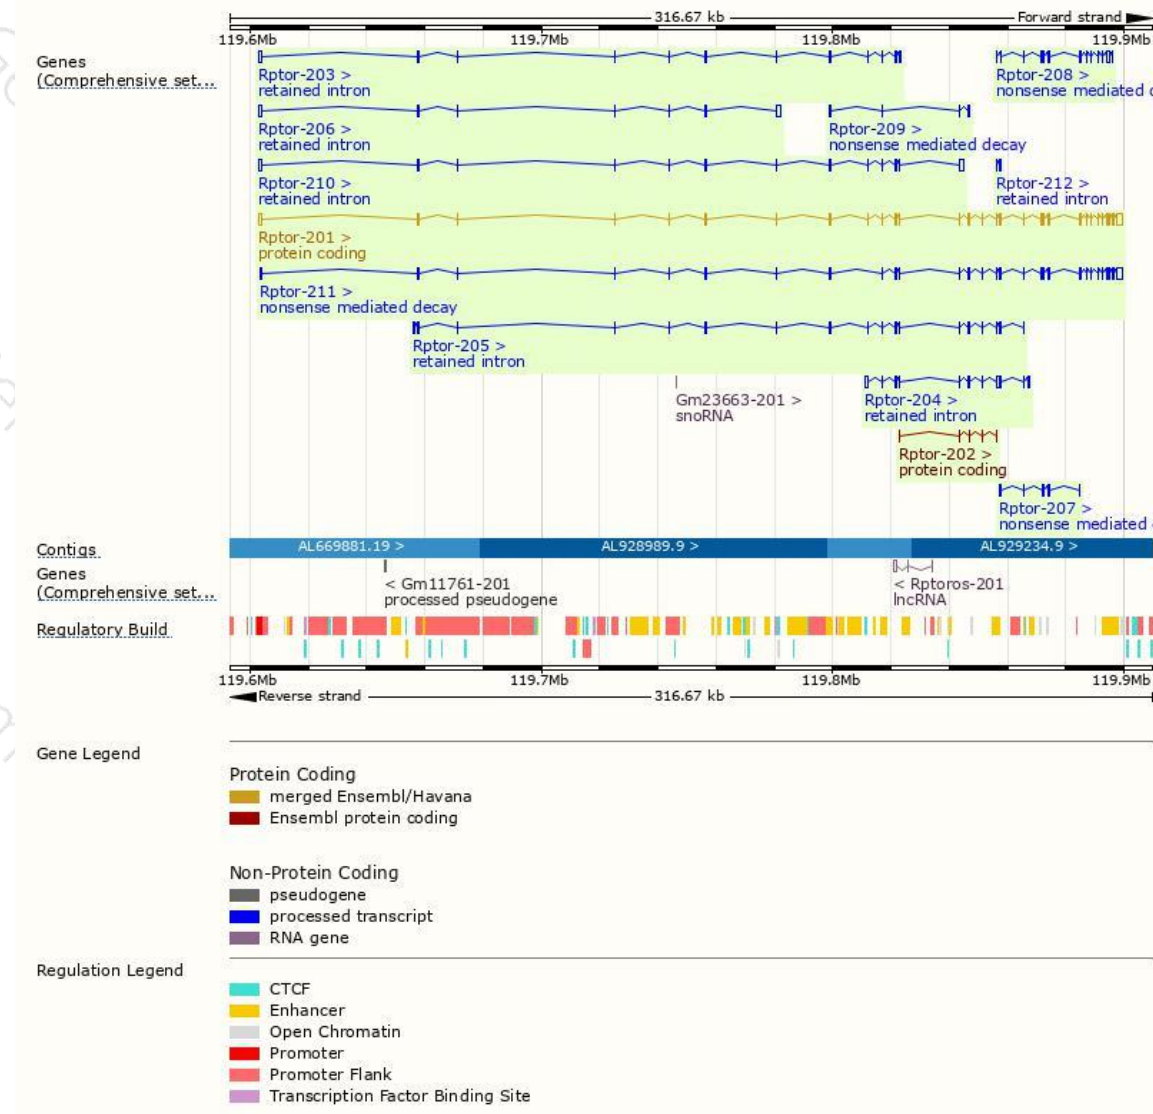 316.67 kb
Forward strand
119.6Mb 119.7Mb 119.8Mb 119.9Mb
Genes
(Comprehensive set...
Rptor-203 >
retained intron
Rptor-208 >
nonsense mediated
Rptor-206 >
retained intron
Rptor-209 >
nonsense mediated decay
Rptor-210 >
retained intron
Rptor-212 >
retained intron
Rptor-201 >
protein coding
Rptor-211 >
nonsense mediated decay
Rptor-205 >
retained intron
Gm23663-201 >
snoRNA
Rptor-204 >
retained intron
Rptor-202 >
protein coding
Rptor-207 >
nonsense mediated
Contigs
AL669881.19 > AL928989.9 > AL929234.9 >
Genes
(Comprehensive set...
< Gm11761-201
processed pseudogene
< Rptoros-201
lncRNA
Regulatory Build
119.6Mb 119.7Mb 119.8Mb 119.9Mb
Reverse strand
316.67 kb
Gene Legend
Protein Coding
merged Ensembl/Havana
Ensembl protein coding
Non-Protein Coding
pseudogene
processed transcript
RNA gene
Regulation Legend
CTCF
Enhancer
Open Chromatin
Promoter
Promoter Flank
Transcription Factor Binding Site